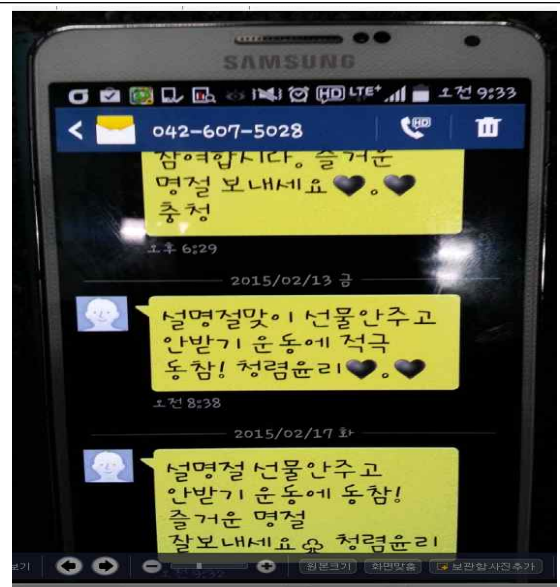 SAMSUNG
HD LTE+ 오전 9:33
< 042-607-5028 HD
참여합시다. 즐거운
명절 보내세요♥.♥
충청
오후 6:29
2015/02/13 금
설명절맞이 선물안주고
안받기 운동에 적극
동참! 청렴윤리♥.♥
오전 8:38
2015/02/17 화
설명절 선물안주고
안받기 운동에 동참!
즐거운 명절
잘보내세요♧ 청렴윤리
보기 원본크기 화면맞춤 보관함사진추가